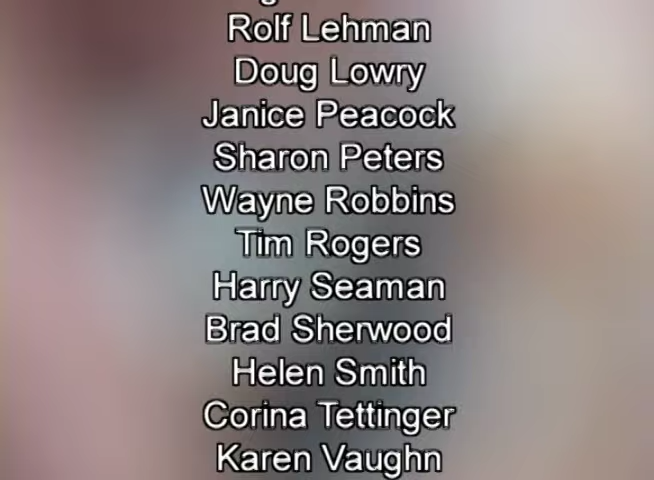 Rolf Lehman
Doug Lowry
Janice Peacock
Sharon Peters
Wayne Robbins
Tim Rogers
Harry Seaman
Brad Sherwood
Helen Smith
Corina Tettinger
Karen Vaughn